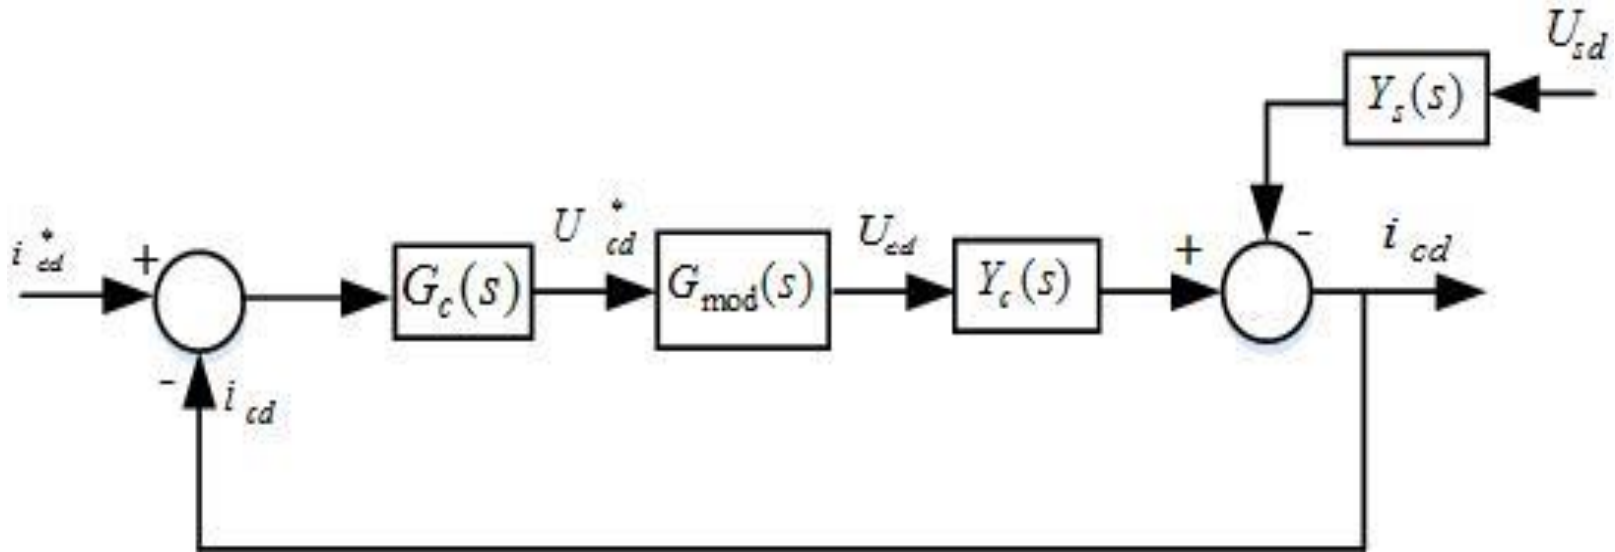 U_sd
Y_s(s)
i*_cd + G_c(s) U*_cd G_mod(s) U_cd Y_c(s) + - i_cd
- i_cd